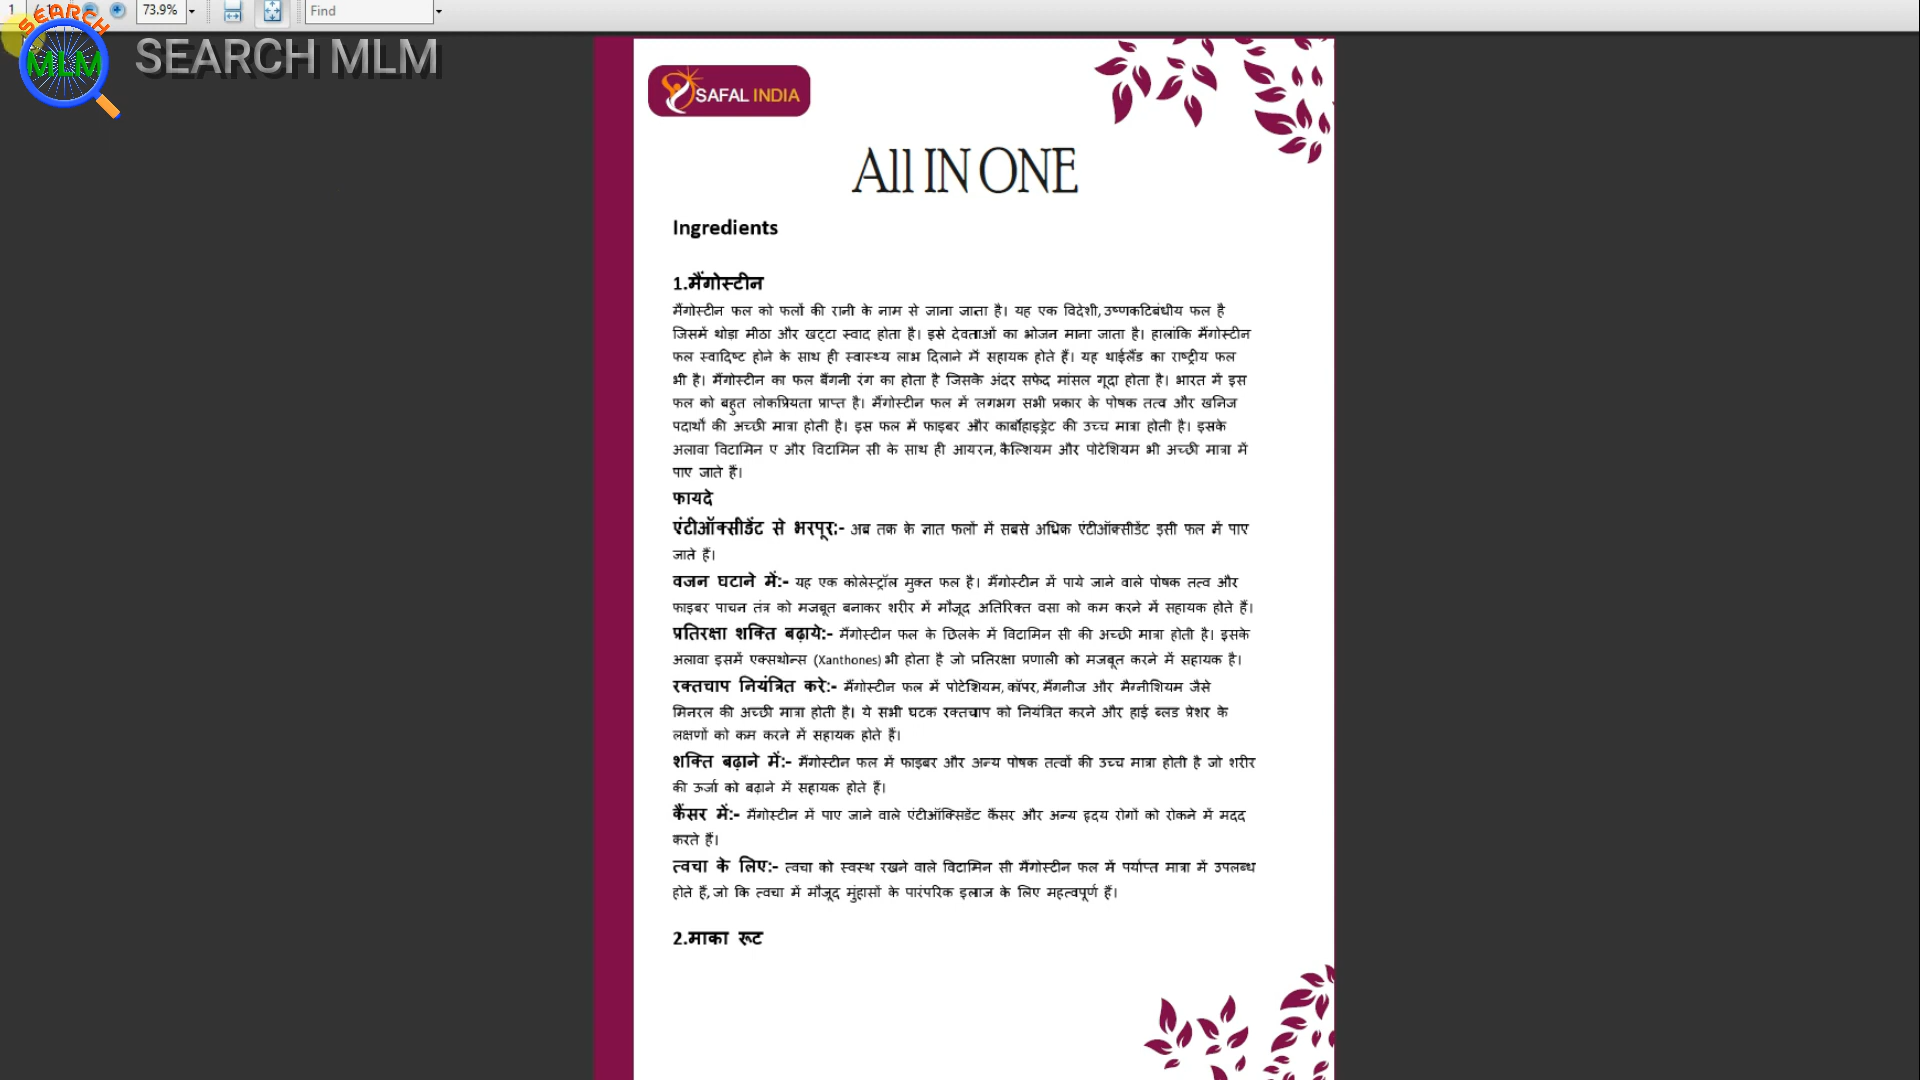 1 /
73.9%
Find
SEARCH
MLM
SEARCH MLM
SAFAL INDIA
All IN ONE
Ingredients
1.मैंगोस्टीन
मैंगोस्टीन फल को फलों की रानी के नाम से जाना जाता है। यह एक विदेशी, उष्णकटिबंधीय फल है
जिसमें थोड़ा मीठा और खट्टा स्वाद होता है। इसे देवताओं का भोजन माना जाता है। हालांकि मैंगोस्टीन
फल स्वादिष्ट होने के साथ ही स्वास्थ्य लाभ दिलाने में सहायक होते हैं। यह थाईलैंड का राष्ट्रीय फल
भी है। मैंगोस्टीन का फल बैंगनी रंग का होता है जिसके अंदर सफेद मांसल गूदा होता है। भारत में इस
फल को बहुत लोकप्रियता प्राप्त है। मैंगोस्टीन फल में लगभग सभी प्रकार के पोषक तत्व और खनिज
पदार्थों की अच्छी मात्रा होती है। इस फल में फाइबर और कार्बोहाइड्रेट की उच्च मात्रा होती है। इसके
अलावा विटामिन ए और विटामिन सी के साथ ही आयरन, कैल्शियम और पोटेशियम भी अच्छी मात्रा में
पाए जाते हैं।
फायदे
एंटीऑक्सीडेंट से भरपूर:- अब तक के ज्ञात फलों में सबसे अधिक एंटीऑक्सीडेंट इसी फल में पाए
जाते हैं।
वजन घटाने में:- यह एक कोलेस्ट्रॉल मुक्त फल है। मैंगोस्टीन में पाये जाने वाले पोषक तत्व और
फाइबर पाचन तंत्र को मजबूत बनाकर शरीर में मौजूद अतिरिक्त वसा को कम करने में सहायक होते हैं।
प्रतिरक्षा शक्ति बढ़ाये:- मैंगोस्टीन फल के छिलके में विटामिन सी की अच्छी मात्रा होती है। इसके
अलावा इसमें एक्सथोन्स (Xanthones) भी होता है जो प्रतिरक्षा प्रणाली को मजबूत करने में सहायक है।
रक्तचाप नियंत्रित करे:- मैंगोस्टीन फल में पोटेशियम, कॉपर, मैंगनीज और मैग्नीशियम जैसे
मिनरल की अच्छी मात्रा होती है। ये सभी घटक रक्तचाप को नियंत्रित करने और हाई ब्लड प्रेशर के
लक्षणों को कम करने में सहायक होते हैं।
शक्ति बढ़ाने में:- मैंगोस्टीन फल में फाइबर और अन्य पोषक तत्वों की उच्च मात्रा होती है जो शरीर
की ऊर्जा को बढ़ाने में सहायक होते हैं।
कैंसर में:- मैंगोस्टीन में पाए जाने वाले एंटीऑक्सिडेंट कैंसर और अन्य हृदय रोगों को रोकने में मदद
करते हैं।
त्वचा के लिए:- त्वचा को स्वस्थ रखने वाले विटामिन सी मैंगोस्टीन फल में पर्याप्त मात्रा में उपलब्ध
होते हैं, जो कि त्वचा में मौजूद मुंहासों के पारंपरिक इलाज के लिए महत्वपूर्ण हैं।
2.माका रूट